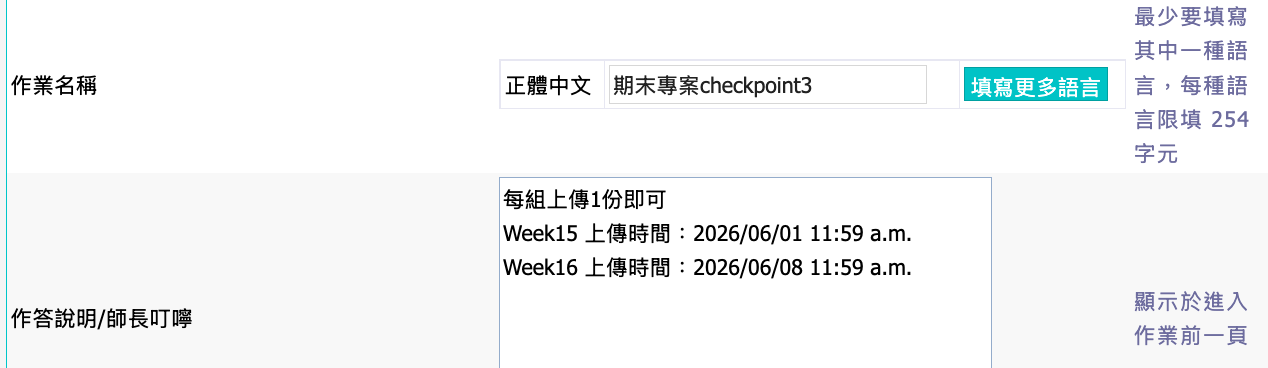 作業名稱
正體中文
期末專案checkpoint3
填寫更多語言
最少要填寫
其中一種語
言，每種語
言限填 254
字元
作答說明/師長叮嚀
每組上傳1份即可
Week15 上傳時間：2026/06/01 11:59 a.m.
Week16 上傳時間：2026/06/08 11:59 a.m.
顯示於進入
作業前一頁